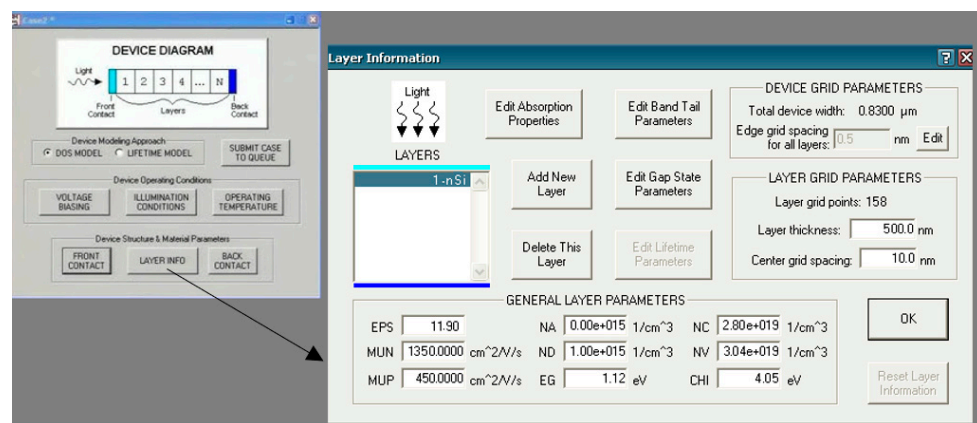 Case2 *
DEVICE DIAGRAM
Light
1 2 3 4 ... N
Front
Contact
Layers
Back
Contact
Device Modeling Approach
DOS MODEL LIFETIME MODEL
SUBMIT CASE
TO QUEUE
Device Operating Conditions
VOLTAGE
BIASING
ILLUMINATION
CONDITIONS
OPERATING
TEMPERATURE
Device Structure & Material Parameters
FRONT
CONTACT
LAYER INFO
BACK
CONTACT
Layer Information
Light
LAYERS
1-nSi
Edit Absorption
Properties
Edit Band Tail
Parameters
Add New
Layer
Edit Gap State
Parameters
Delete This
Layer
Edit Lifetime
Parameters
DEVICE GRID PARAMETERS
Total device width: 0.8300 µm
Edge grid spacing
for all layers: 0.5 nm Edit
LAYER GRID PARAMETERS
Layer grid points: 158
Layer thickness: 500.0 nm
Center grid spacing: 10.0 nm
GENERAL LAYER PARAMETERS
EPS 11.90 NA 0.00e+015 1/cm^3 NC 2.80e+019 1/cm^3
MUN 1350.0000 cm^2/V/s ND 1.00e+015 1/cm^3 NV 3.04e+019 1/cm^3
MUP 450.0000 cm^2/V/s EG 1.12 eV CHI 4.05 eV
OK
Reset Layer
Information